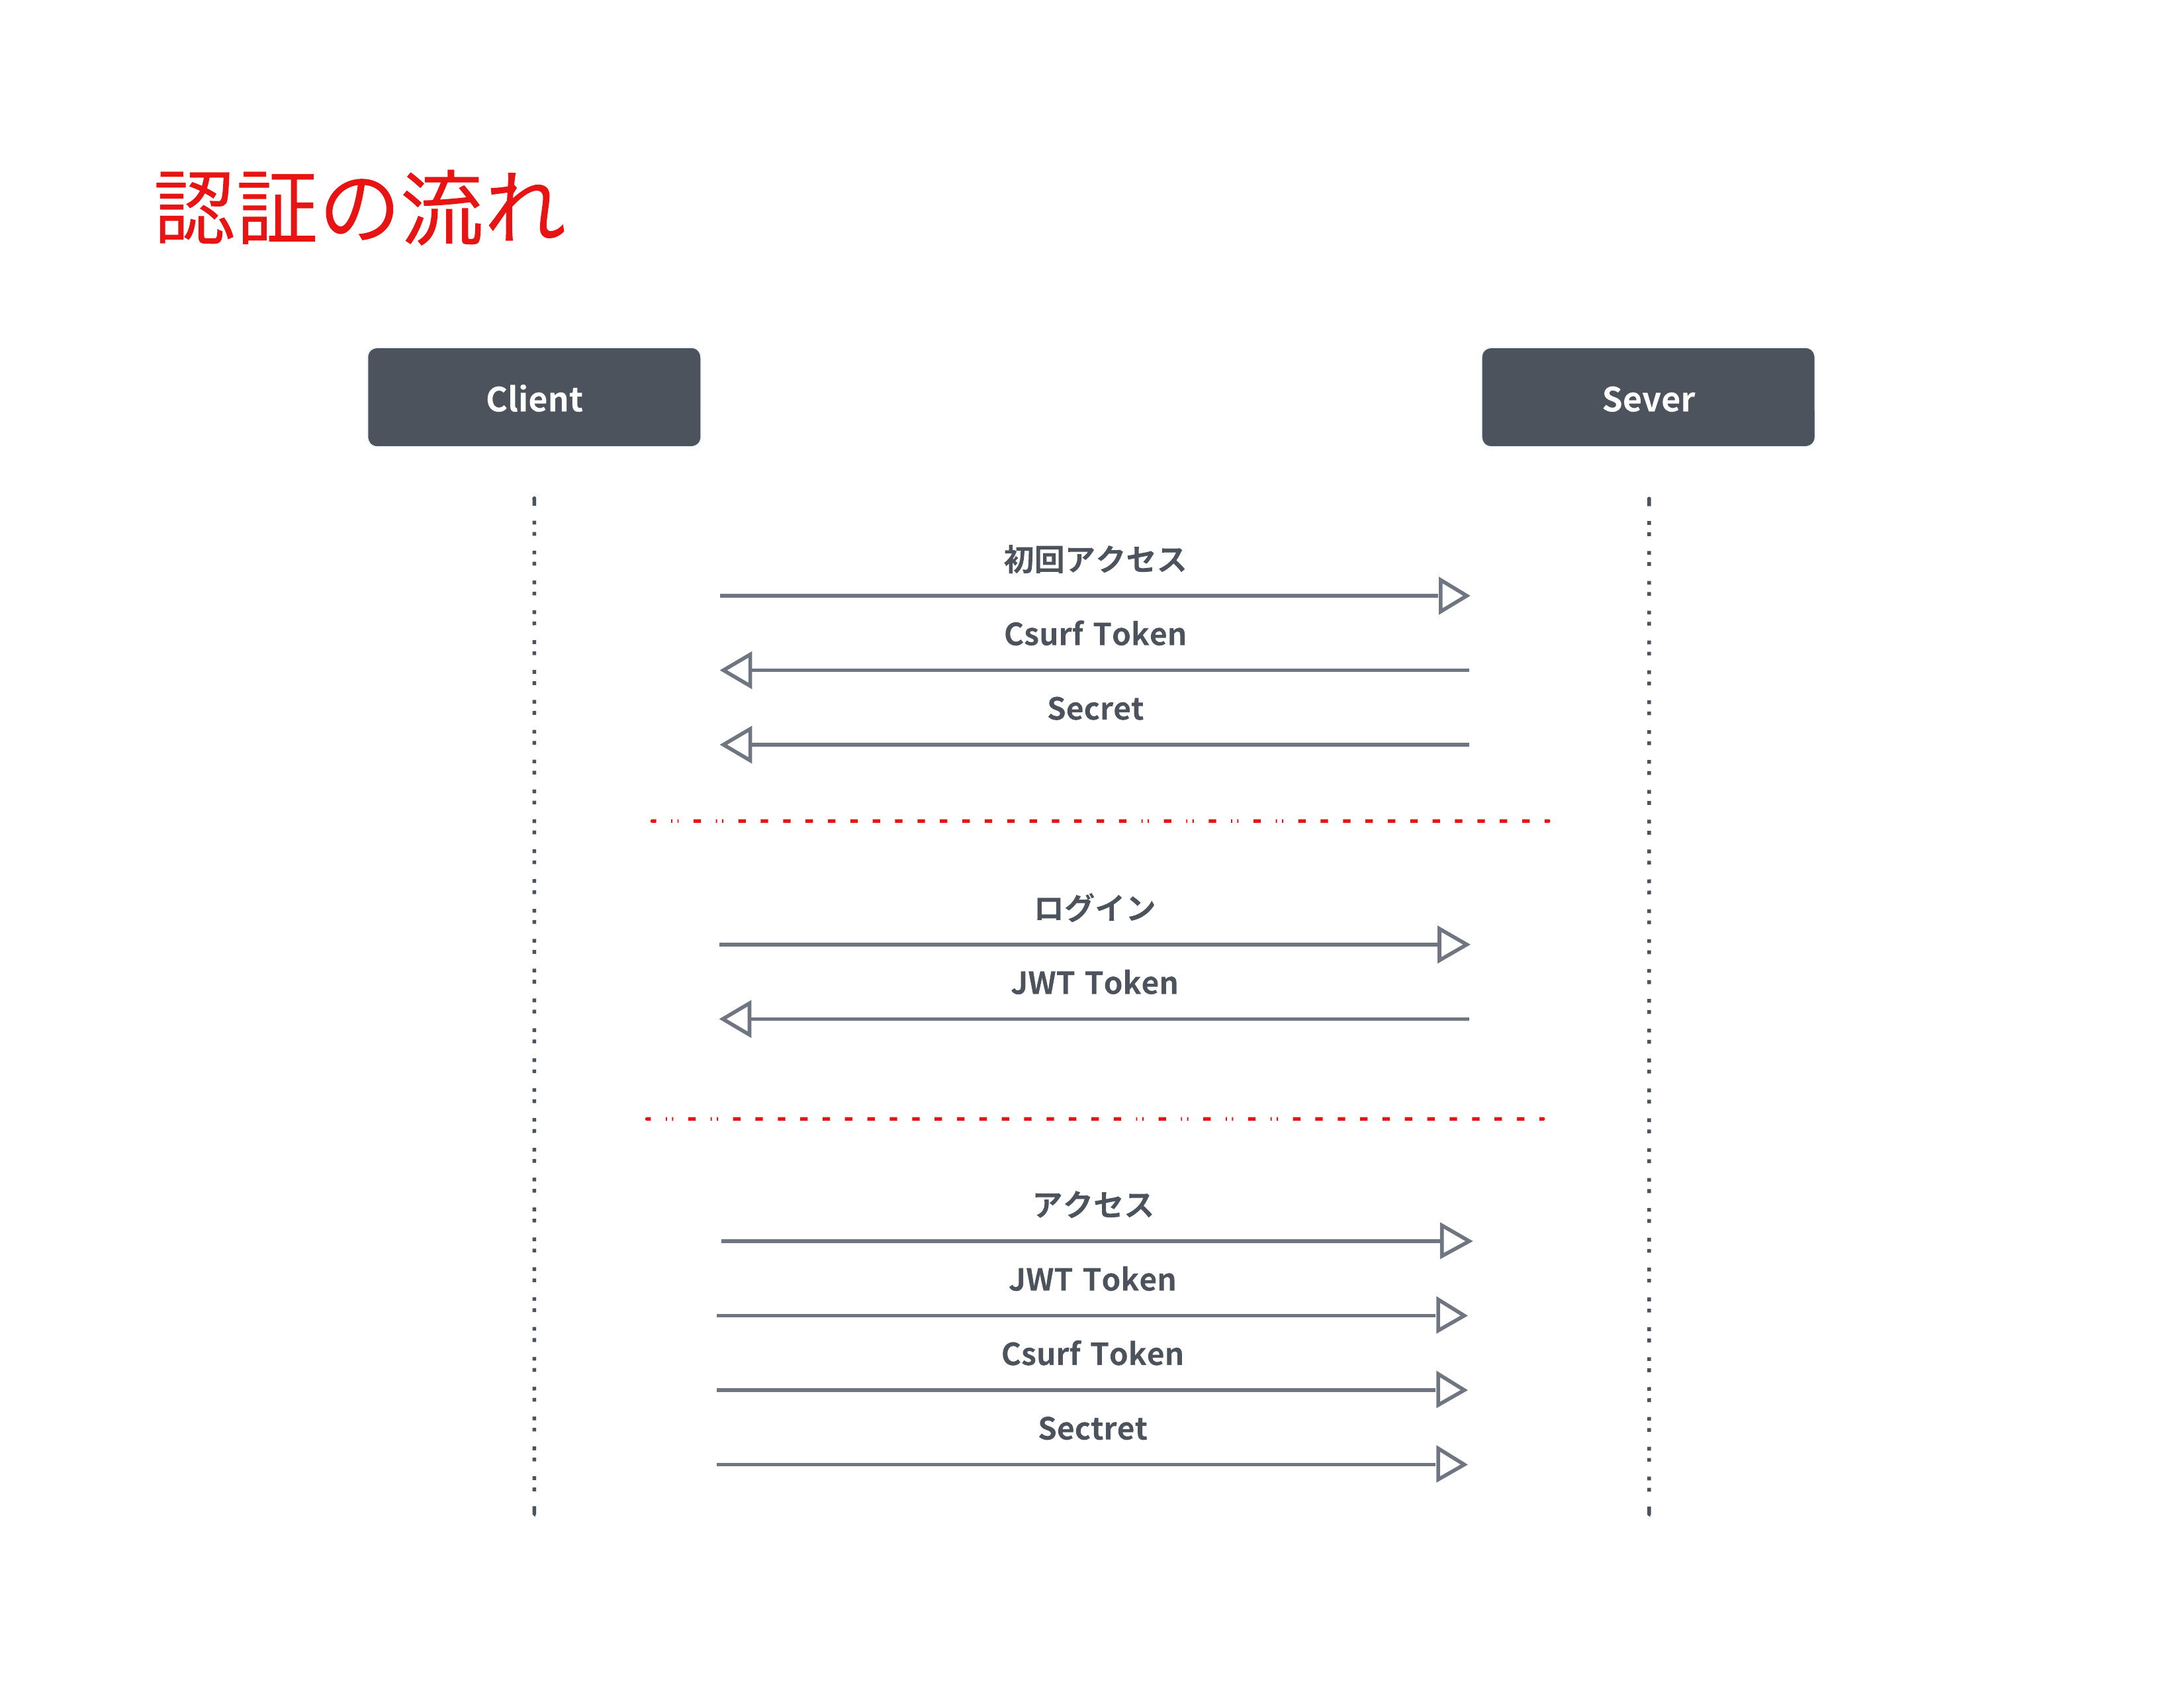 認証の流れ
Client
Sever
初回アクセス
Csurf Token
Secret
ログイン
JWT Token
アクセス
JWT Token
Csurf Token
Sectret